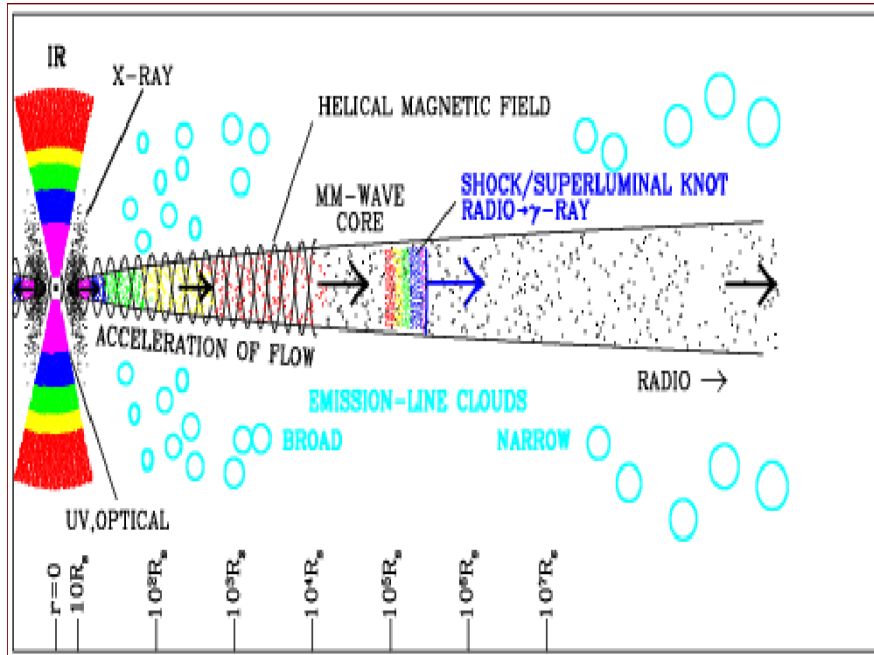 IR
X-RAY
HELICAL MAGNETIC FIELD
MM-WAVE
CORE
SHOCK/SUPERLUMINAL KNOT
RADIO→γ-RAY
ACCELERATION OF FLOW
RADIO →
EMISSION-LINE CLOUDS
BROAD
NARROW
UV,OPTICAL
r=0
10Rₛ
10²Rₛ
10³Rₛ
10⁴Rₛ
10⁵Rₛ
10⁶Rₛ
10⁷Rₛ